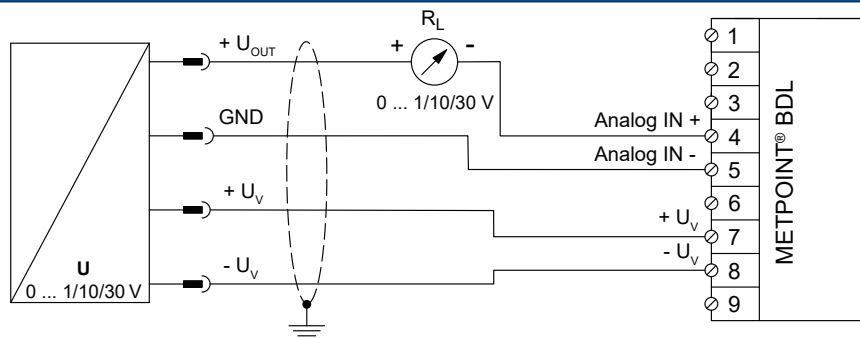 + U_OUT
R_L
+ -
0 ... 1/10/30 V
GND
+ U_V
- U_V
U
0 ... 1/10/30 V
Analog IN +
Analog IN -
+ U_V
- U_V
1
2
3
4
5
6
7
8
9
METPOINT® BDL